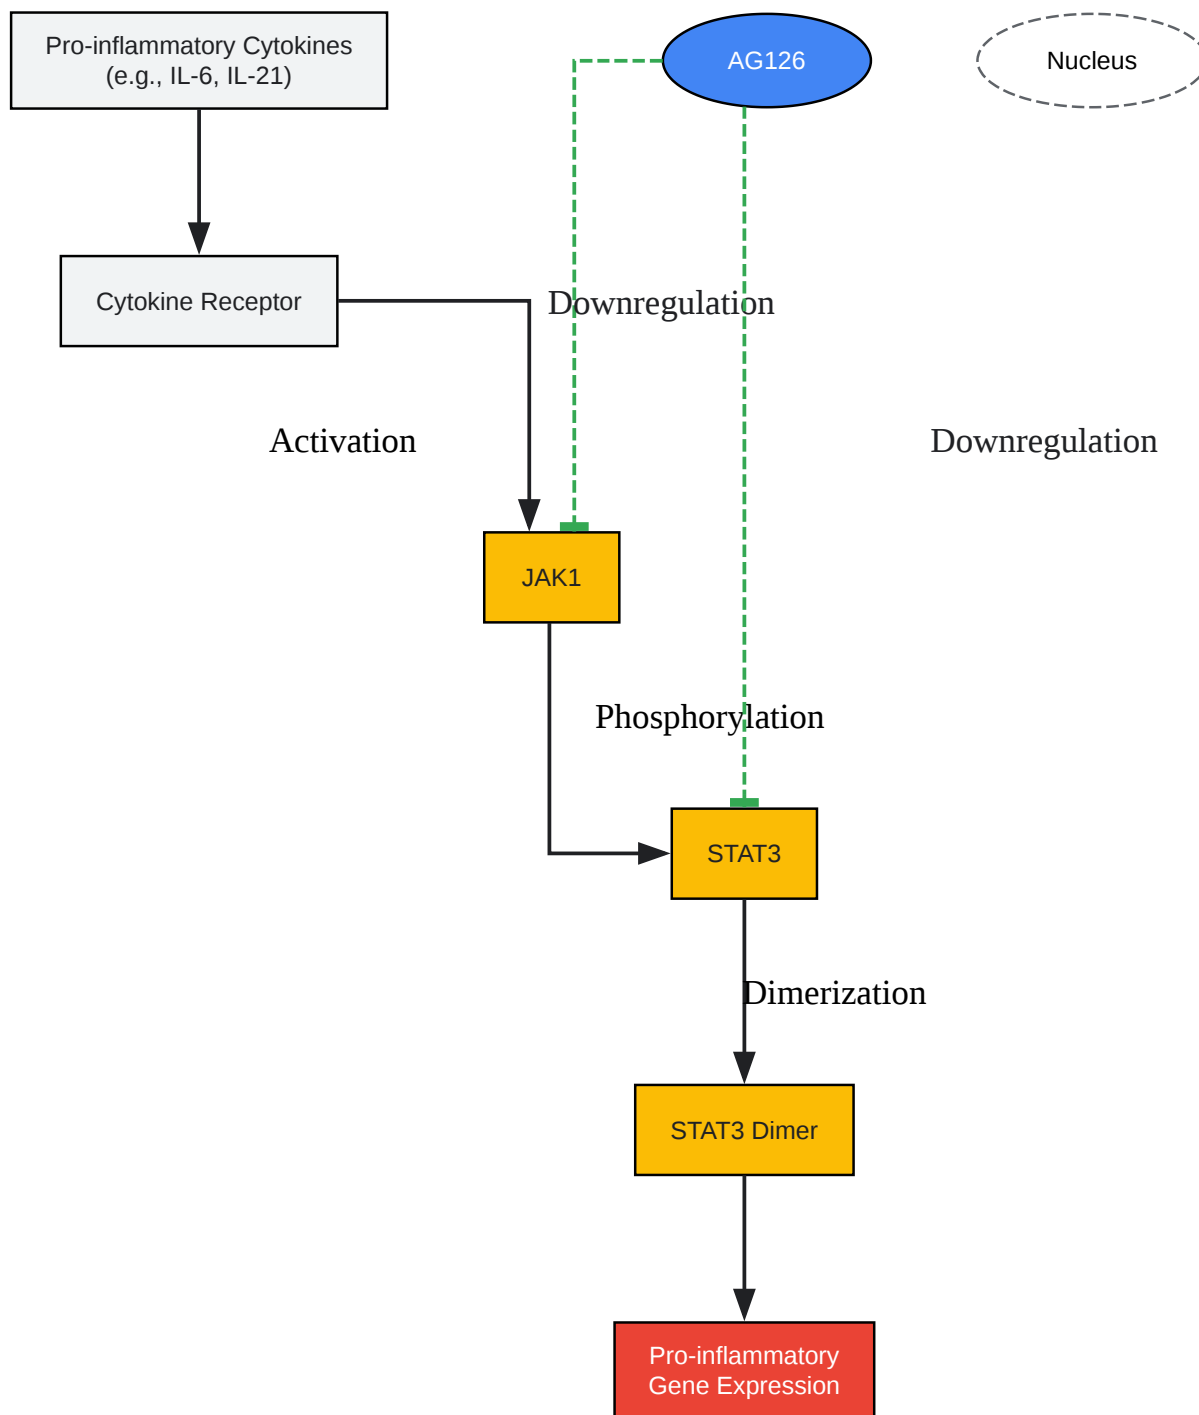 Pro-inflammatory Cytokines
(e.g., IL-6, IL-21)
AG126
Nucleus
Cytokine Receptor
Downregulation
Activation
Downregulation
JAK1
Phosphorylation
STAT3
Dimerization
STAT3 Dimer
Pro-inflammatory
Gene Expression